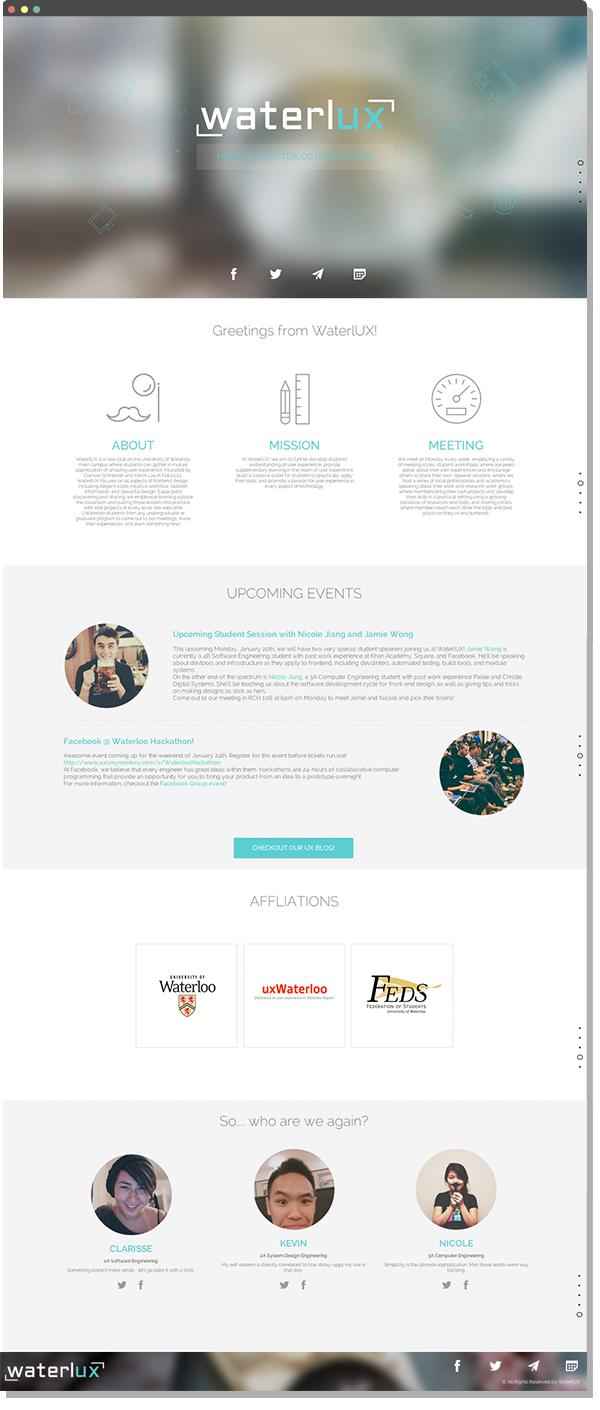 waterlux
Greetings from WaterlUX!
ABOUT
WaterlUX is a new club on the University of Waterloo
main campus where students can gather in mutual
appreciation of amazing user experience. Founded by
Clarisse Schneider and Kevin Lau in Fall 2013,
WaterlUX focuses on all aspects of frontend design,
including elegant code, intuitive workflow, tailored
information, and beautiful design. Equal parts
discovering and sharing, we emphasize learning outside
the classroom and putting those lessons into practice
with side projects at every level. We welcome
UWaterloo students from any undergraduate or
graduate program to come out to our meetings, share
their experiences, and learn something new!
MISSION
At WaterlUX, we aim to further develop students'
understanding of user experience, provide
supplementary learning in the realm of user experience,
build a creative outlet for students to practically apply
their skills, and promote a passion for user experience in
every aspect of technology.
MEETING
We meet on Monday every week, employing a variety
of meeting styles: student workshops, where our peers
speak about their own experiences and encourage
others to share their own, speaker series, where we
host a series of local professionals and academics
speaking about their work and research, work groups,
where members bring their own projects and develop
their skill in a practical setting using a growing
database of resources and tools, and sharing circles
where members teach each other the tools and best
practices they've encountered.
UPCOMING EVENTS
Upcoming Student Session with Nicole Jiang and Jamie Wong
This upcoming Monday, January 20th, we will have two very special student speakers joining us at WaterlUX! Jamie Wong is
currently a 4B Software Engineering student with past work experience at Khan Academy, Square, and Facebook. He'll be speaking
about devtools and infrastructure as they apply to frontend, including dev/linters, automated testing, build tools, and module
systems.
On the other end of the spectrum is Nicole Jiang, a 3A Computer Engineering student with past work experience Pixlee and Christie
Digital Systems. She'll be teaching us about the software development cycle for front-end design, as well as giving tips and tricks
on making designs as slick as hers.
Come out to our meeting in RCH 106 at 6pm on Monday to meet Jamie and Nicole and pick their brains!
Facebook @ Waterloo Hackathon!
Awesome event coming up for the weekend of January 24th. Register for this event before tickets run out!
http://www.surveymonkey.com/s/WaterlooHackathon
At Facebook, we believe that every engineer has great ideas within them. Hackathons are 24-hours of collaborative computer
programming that provide an opportunity for you to bring your product from an idea to a prototype overnight.
For more information, checkout the Facebook Group event!
CHECKOUT OUR UX BLOG!
AFFLIATIONS
UNIVERSITY OF
Waterloo
uxWaterloo
Dedicated to user experience in Waterloo Region
FEDS
FEDERATION OF STUDENTS
University of Waterloo
So.... who are we again?
CLARISSE
2A Software Engineering
Something doesn't make sense... let's poke it with a stick.
KEVIN
2A System Design Engineering
My self-esteem is directly correlated to how sticky-uppy my hair is
that day.
NICOLE
3A Computer Engineering
Simplicity is the ultimate sophistication. Man those words were way
too long.
waterlux
© All Rights Reserved by WaterlUX